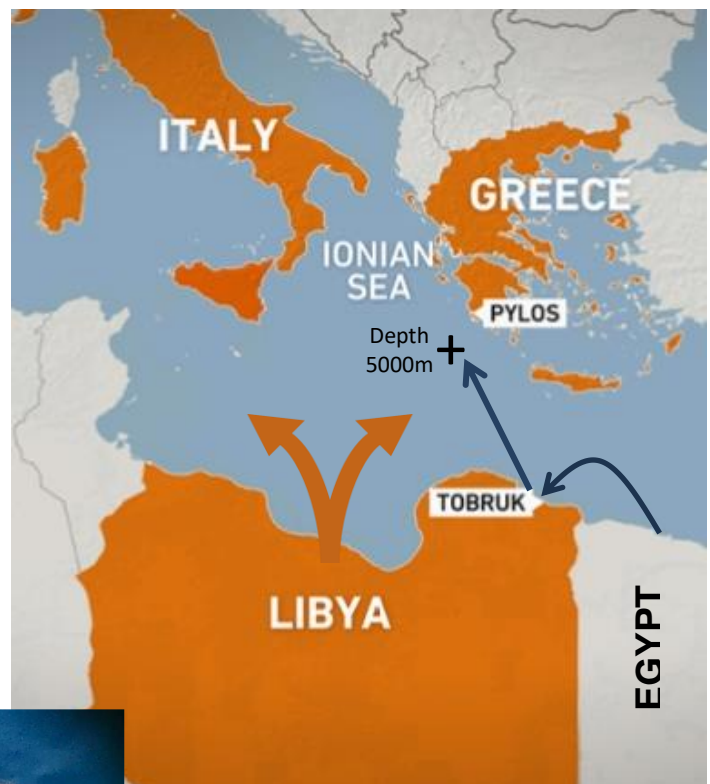 ITALY
GREECE
IONIAN
SEA
PYLOS
Depth
5000m
TOBRUK
LIBYA
EGYPT